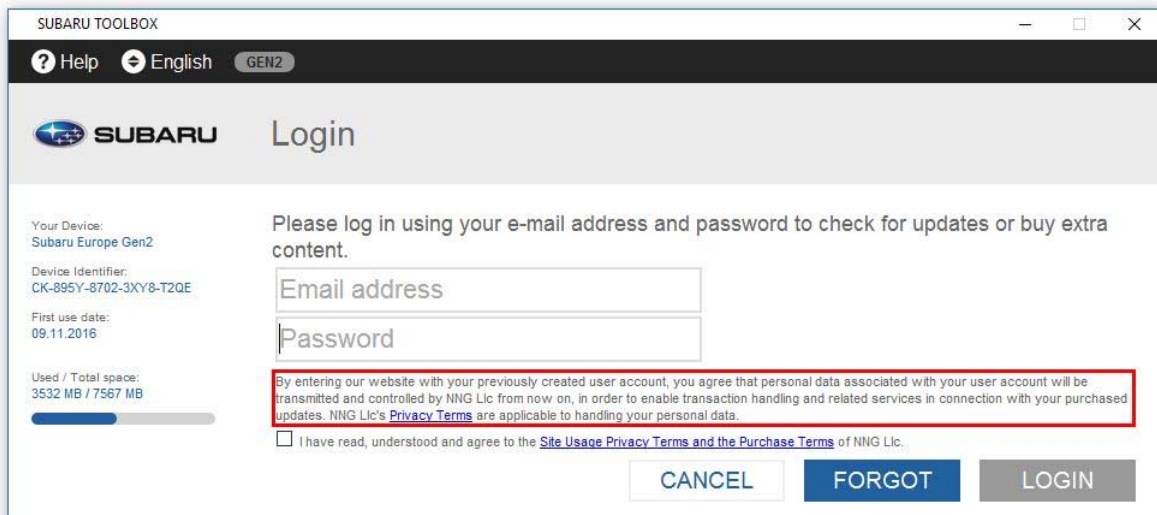 SUBARU TOOLBOX
? Help English GEN2
SUBARU
Login
Your Device:
Subaru Europe Gen2
Device Identifier:
CK-895Y-8702-3XY8-T2QE
First use date:
09.11.2016
Used / Total space:
3532 MB / 7567 MB
Please log in using your e-mail address and password to check for updates or buy extra
content.
Email address
Password
By entering our website with your previously created user account, you agree that personal data associated with your user account will be
transmitted and controlled by NNG Llc from now on, in order to enable transaction handling and related services in connection with your purchased
updates. NNG Llc's Privacy Terms are applicable to handling your personal data.
I have read, understood and agree to the Site Usage Privacy Terms and the Purchase Terms of NNG Llc.
CANCEL FORGOT LOGIN